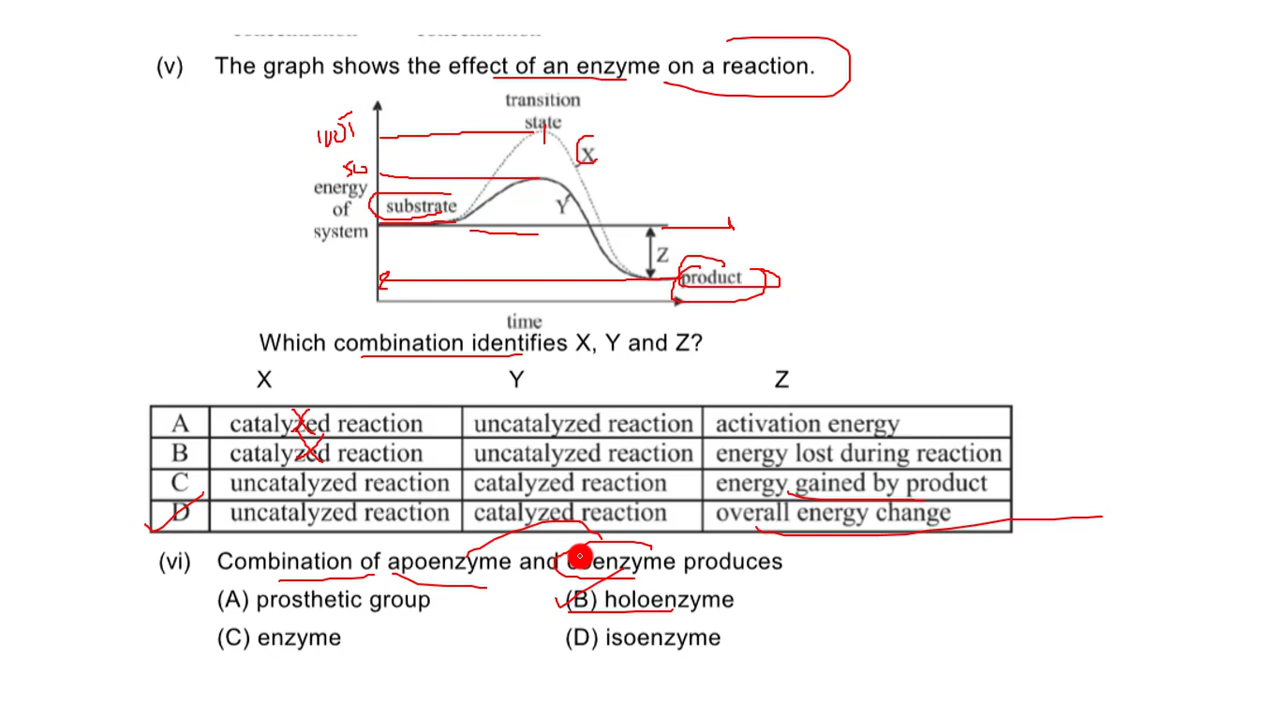 (v) The graph shows the effect of an enzyme on a reaction.
transition
state
X
50
energy
of
system
substrate
Y
Z
product
time
Which combination identifies X, Y and Z?
X Y Z
A catalyzed reaction uncatalyzed reaction activation energy
B catalyzed reaction uncatalyzed reaction energy lost during reaction
C uncatalyzed reaction catalyzed reaction energy gained by product
D uncatalyzed reaction catalyzed reaction overall energy change
(vi) Combination of apoenzyme and coenzyme produces
(A) prosthetic group (B) holoenzyme
(C) enzyme (D) isoenzyme